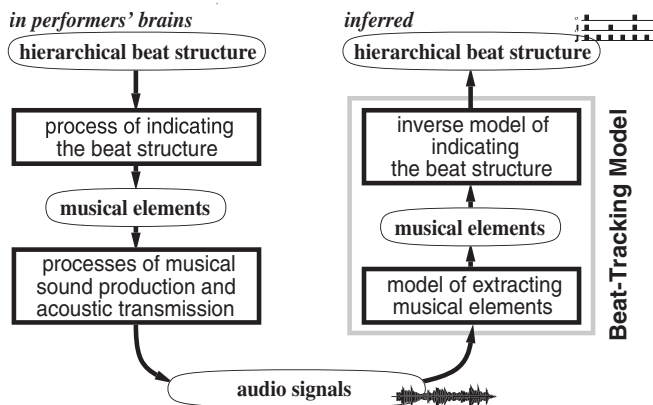 in performers' brains
hierarchical beat structure
process of indicating
the beat structure
musical elements
processes of musical
sound production and
acoustic transmission
audio signals
inferred
hierarchical beat structure
inverse model of
indicating
the beat structure
musical elements
model of extracting
musical elements
Beat-Tracking Model